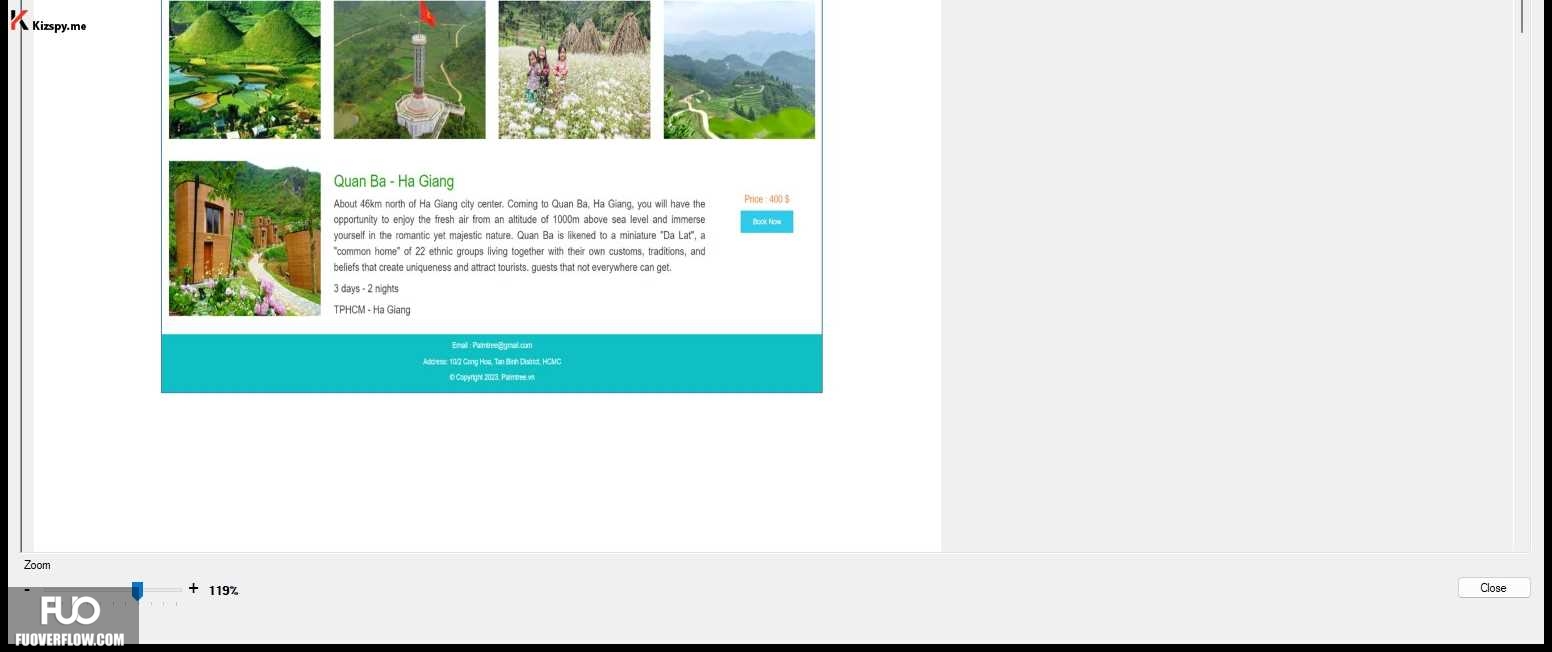 Kizspy.me
Quan Ba - Ha Giang
About 46km north of Ha Giang city center. Coming to Quan Ba, Ha Giang, you will have the
opportunity to enjoy the fresh air from an altitude of 1000m above sea level and immerse
yourself in the romantic yet majestic nature. Quan Ba is likened to a miniature "Da Lat", a
"common home" of 22 ethnic groups living together with their own customs, traditions, and
beliefs that create uniqueness and attract tourists. guests that not everywhere can get.
3 days - 2 nights
TPHCM - Ha Giang
Price : 400 $
Book Now
Email : Palmtree@gmail.com
Address: 10/2 Cong Hoa, Tan Binh District, HCMC
© Copyright 2023. Palmtree.vn
Zoom
- + 119%
Close
FUO
FUOVERFLOW.COM